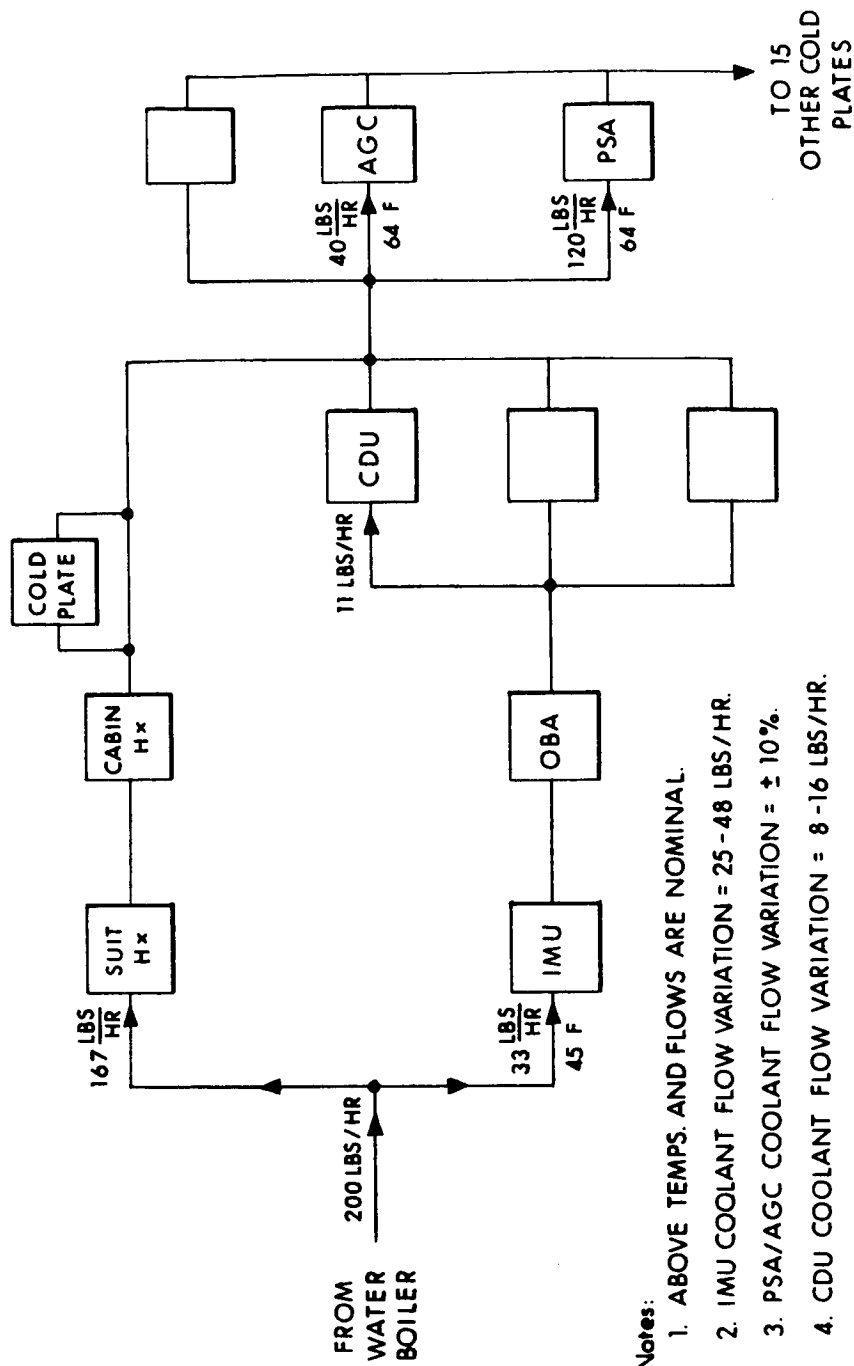 FROM
WATER
BOILER
200 LBS/HR
167 LBS
HR
SUIT
Hx
CABIN
Hx
COLD
PLATE
33 LBS
HR
45 F
IMU
OBA
11 LBS/HR
CDU
40 LBS
HR
64 F
AGC
120 LBS
HR
64 F
PSA
TO 15
OTHER COLD
PLATES
Notes:
1. ABOVE TEMPS. AND FLOWS ARE NOMINAL.
2. IMU COOLANT FLOW VARIATION = 25-48 LBS/HR.
3. PSA/AGC COOLANT FLOW VARIATION = ± 10%.
4. CDU COOLANT FLOW VARIATION = 8-16 LBS/HR.